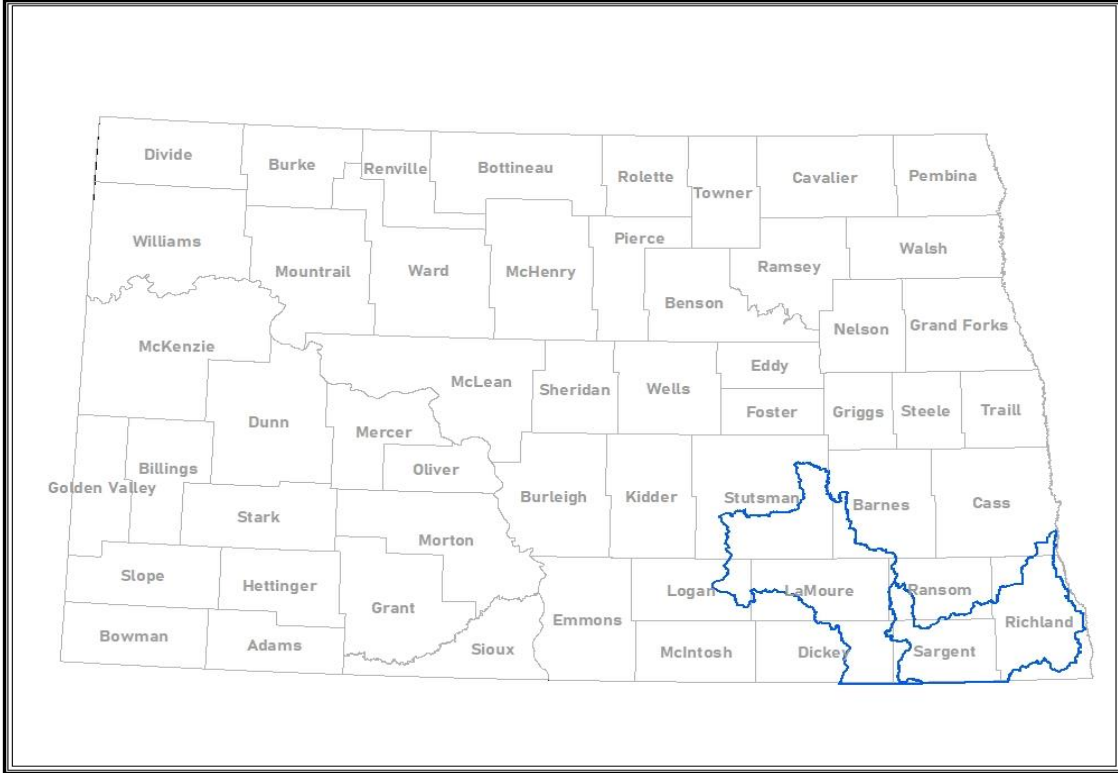 Divide
Burke
Renville
Bottineau
Rolette
Towner
Cavalier
Pembina
Williams
Mountrail
Ward
McHenry
Pierce
Benson
Ramsey
Walsh
Nelson
Grand Forks
McKenzie
Dunn
McLean
Mercer
Oliver
Sheridan
Wells
Eddy
Foster
Griggs
Steele
Traill
Golden Valley
Billings
Stark
Morton
Burleigh
Kidder
Stutsman
Barnes
Cass
Slope
Hettinger
Grant
Emmons
Logan
LaMoure
Ransom
Richland
Bowman
Adams
Sioux
McIntosh
Dickey
Sargent